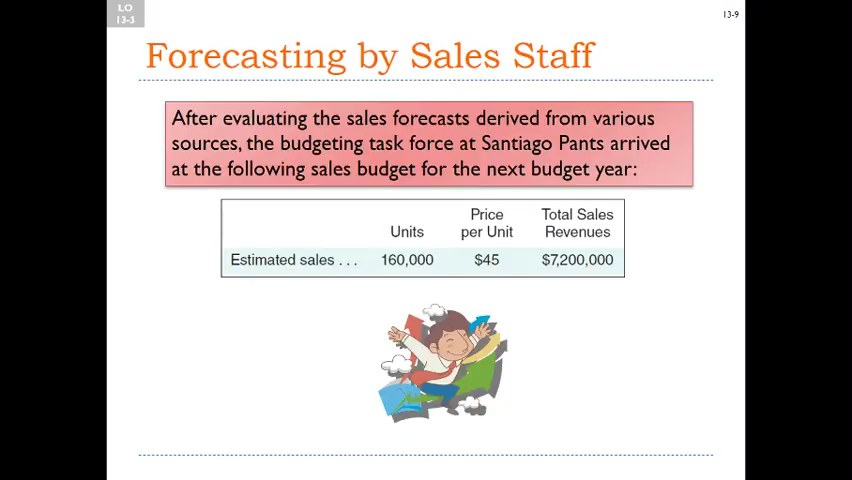 LO
13-3
13-9
Forecasting by Sales Staff
After evaluating the sales forecasts derived from various
sources, the budgeting task force at Santiago Pants arrived
at the following sales budget for the next budget year:
Price Total Sales
Units per Unit Revenues
Estimated sales . . . 160,000 $45 $7,200,000